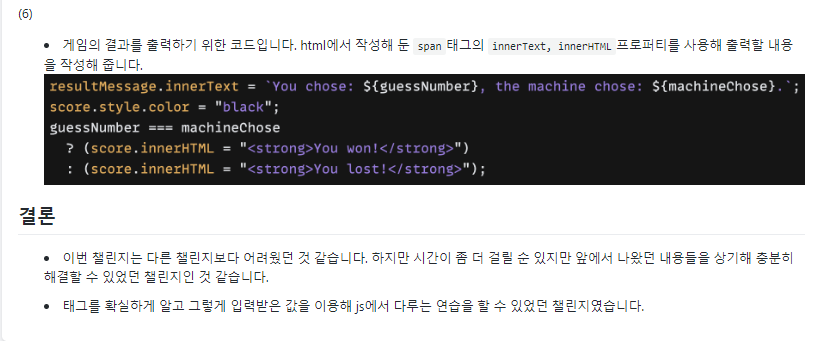 (6)
• 게임의 결과를 출력하기 위한 코드입니다. html에서 작성해 둔 span 태그의 innerText, innerHTML 프로퍼티를 사용해 출력할 내용
을 작성해 줍니다.
resultMessage.innerText = `You chose: ${guessNumber}, the machine chose: ${machineChose}.`;
score.style.color = "black";
guessNumber === machineChose
? (score.innerHTML = "<strong>You won!</strong>")
: (score.innerHTML = "<strong>You lost!</strong>");
결론
• 이번 챌린지는 다른 챌린지보다 어려웠던 것 같습니다. 하지만 시간이 좀 더 걸릴 순 있지만 앞에서 나왔던 내용들을 상기해 충분히
해결할 수 있었던 챌린지인 것 같습니다.
• 태그를 확실하게 알고 그렇게 입력받은 값을 이용해 js에서 다루는 연습을 할 수 있었던 챌린지였습니다.